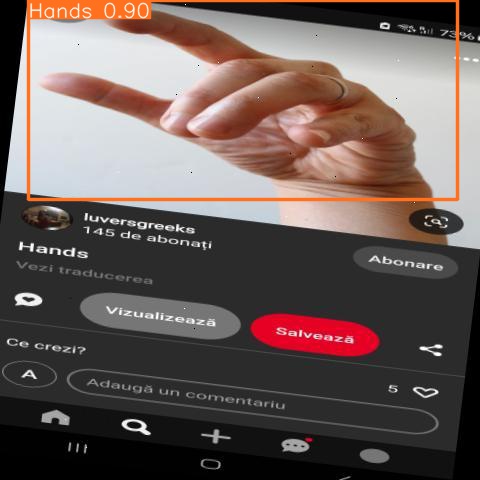 Hands 0.90
73%
luversgreeks
145 de abonați
Abonare
Hands
Vezi traducerea
Vizualizează
Salvează
Ce crezi?
5
A
Adaugă un comentariu